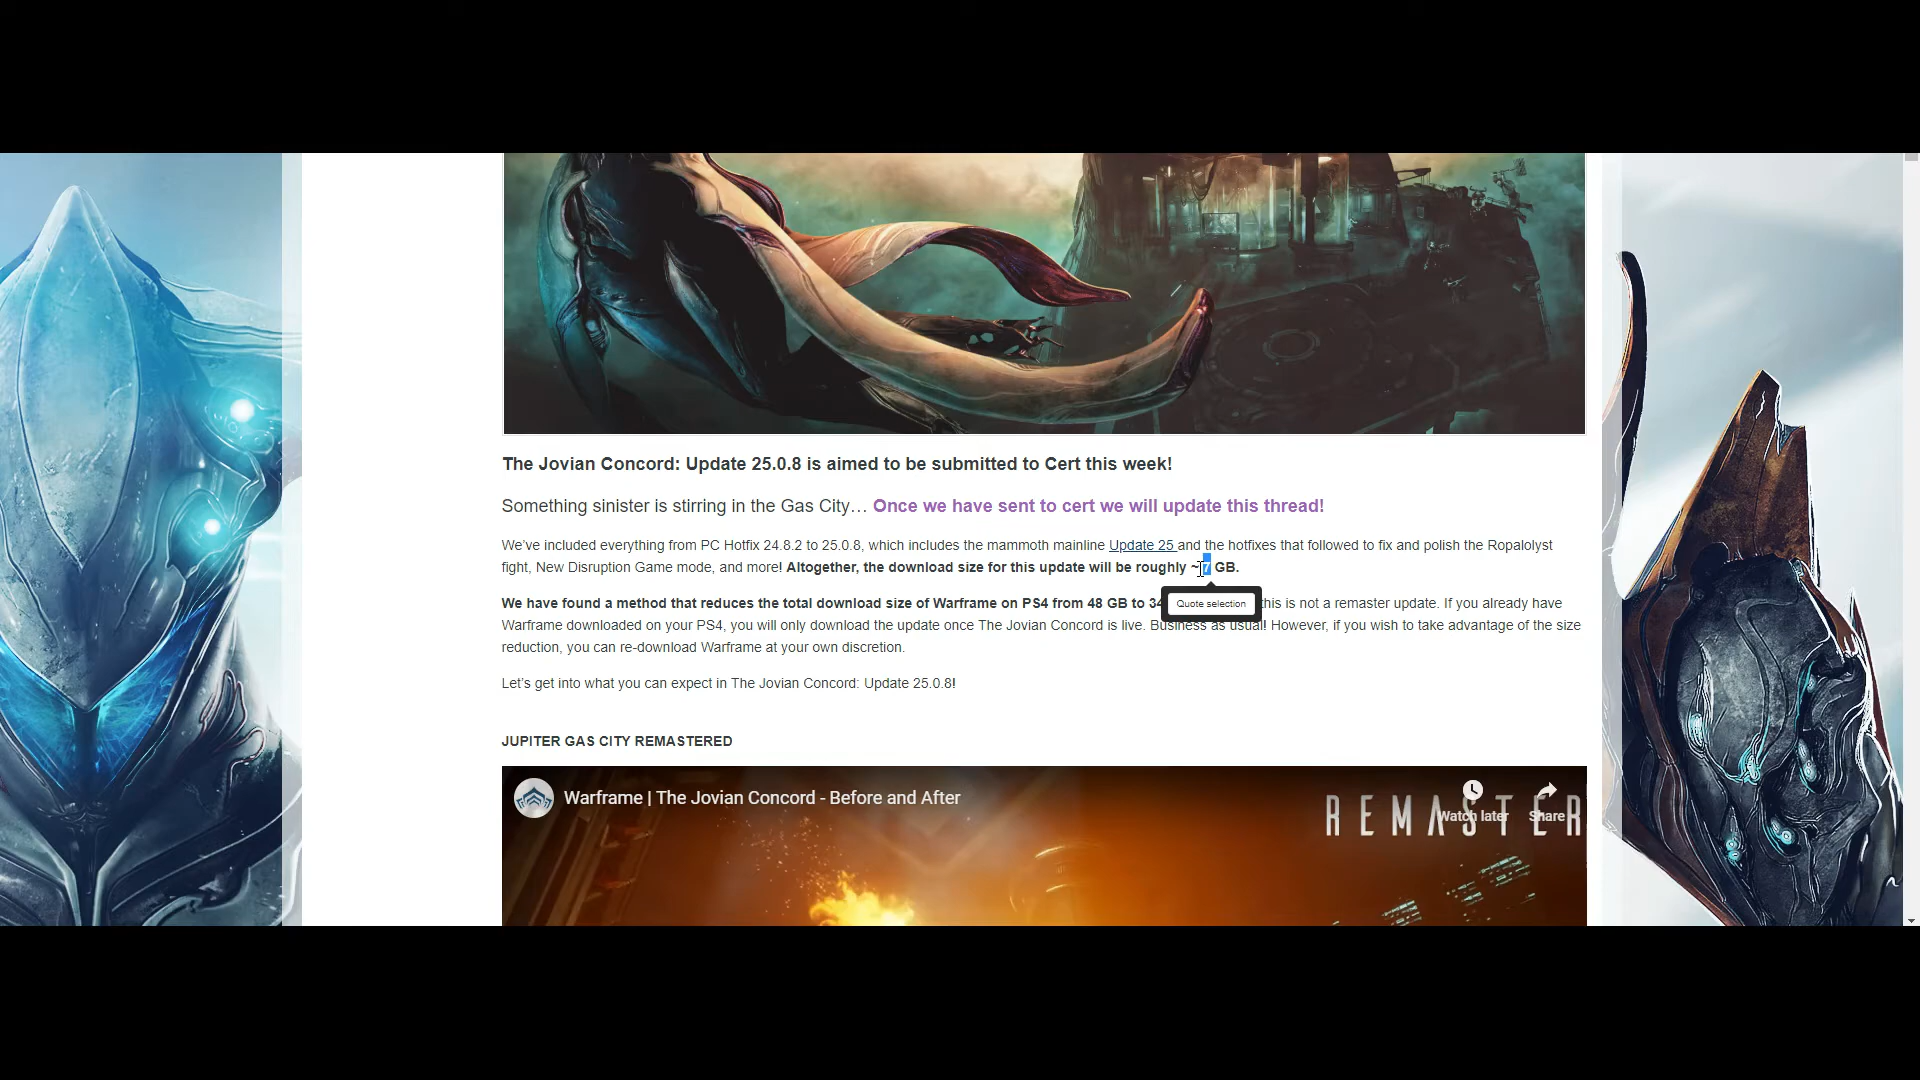 The Jovian Concord: Update 25.0.8 is aimed to be submitted to Cert this week!
Something sinister is stirring in the Gas City… Once we have sent to cert we will update this thread!
We've included everything from PC Hotfix 24.8.2 to 25.0.8, which includes the mammoth mainline Update 25 and the hotfixes that followed to fix and polish the Ropalolyst
fight, New Disruption Game mode, and more! Altogether, the download size for this update will be roughly ~7 GB.
We have found a method that reduces the total download size of Warframe on PS4 from 48 GB to 34 this is not a remaster update. If you already have
Quote selection
Warframe downloaded on your PS4, you will only download the update once The Jovian Concord is live. Business as usual! However, if you wish to take advantage of the size
reduction, you can re-download Warframe at your own discretion.
Let's get into what you can expect in The Jovian Concord: Update 25.0.8!
JUPITER GAS CITY REMASTERED
Warframe | The Jovian Concord - Before and After
REMASTER
Watch later
Share